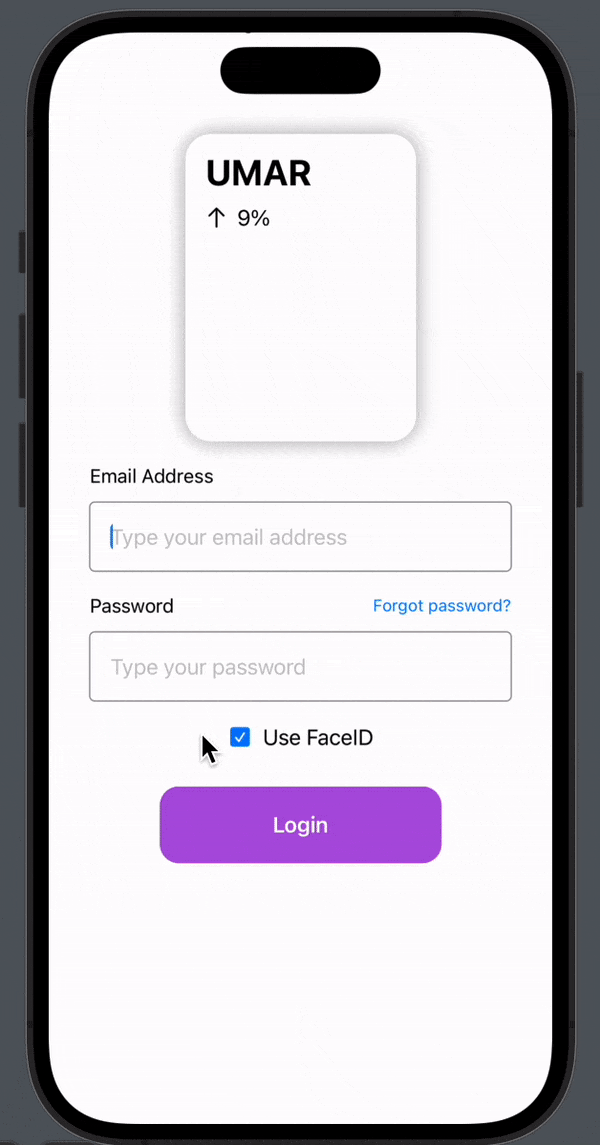 UMAR
↑ 9%
Email Address
Type your email address
Password Forgot password?
Type your password
Use FaceID
Login